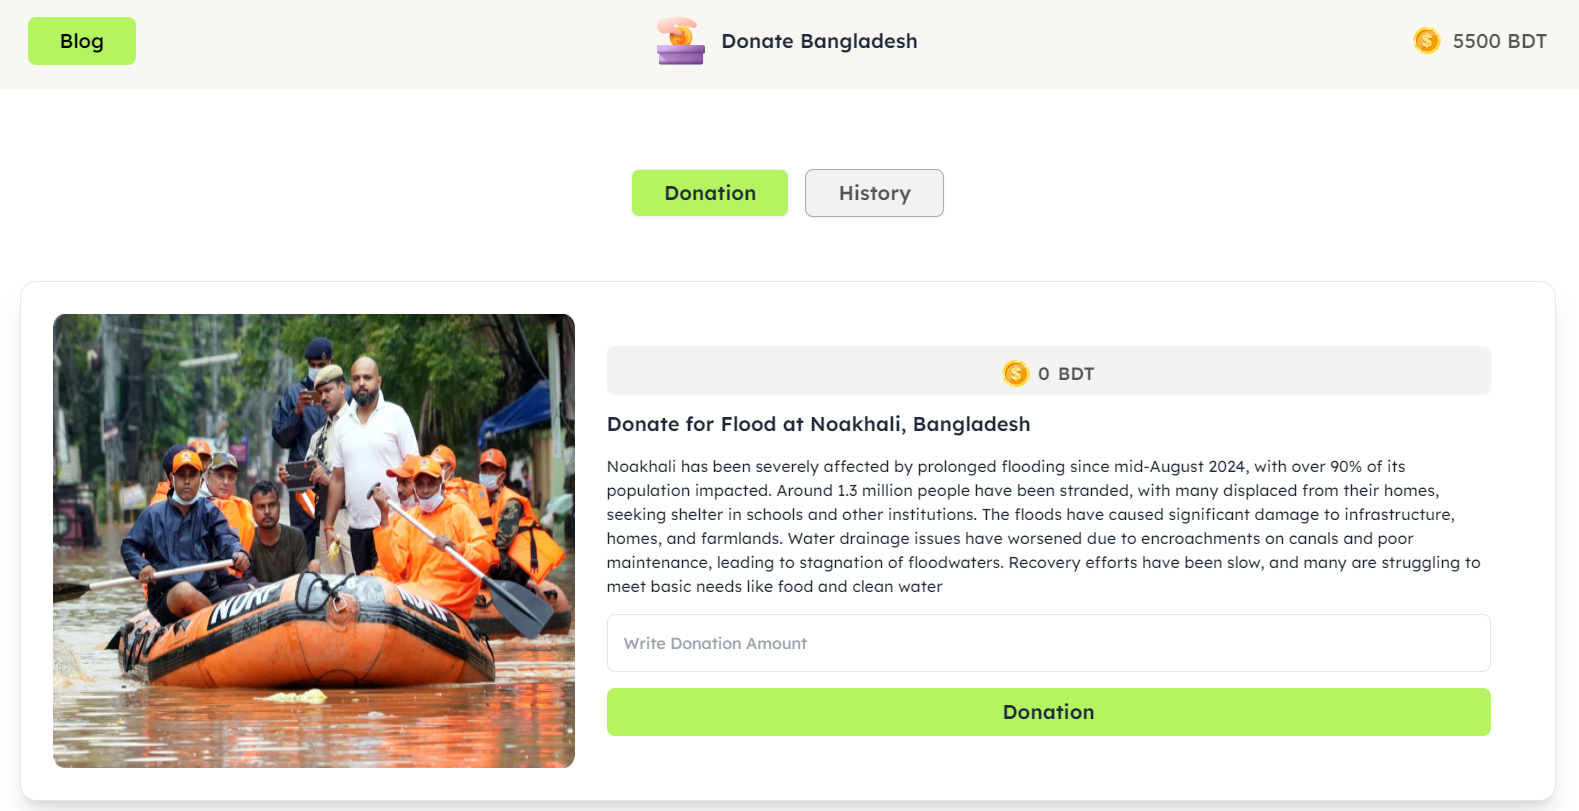 Blog
Donate Bangladesh
5500 BDT
Donation
History
0 BDT
Donate for Flood at Noakhali, Bangladesh
Noakhali has been severely affected by prolonged flooding since mid-August 2024, with over 90% of its
population impacted. Around 1.3 million people have been stranded, with many displaced from their homes,
seeking shelter in schools and other institutions. The floods have caused significant damage to infrastructure,
homes, and farmlands. Water drainage issues have worsened due to encroachments on canals and poor
maintenance, leading to stagnation of floodwaters. Recovery efforts have been slow, and many are struggling to
meet basic needs like food and clean water
Write Donation Amount
Donation